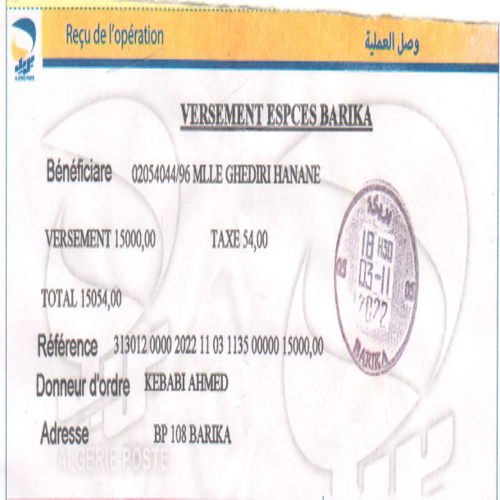 Reçu de l'opération
وصل العملية
ALGERIE POSTE
VERSEMENT ESPCES BARIKA
Bénéficiaire 02054044/96 MLLE GHEDIRI HANANE
VERSEMENT 15000,00 TAXE 54,00
TOTAL 15054,00
بريكة
18 H30
05 03-11 05
2022
BARIKA
Référence 313012 0000 2022 11 03 1135 00000 15000,00
Donneur d'ordre KEBABI AHMED
Adresse BP 108 BARIKA
ALGERIE POSTE